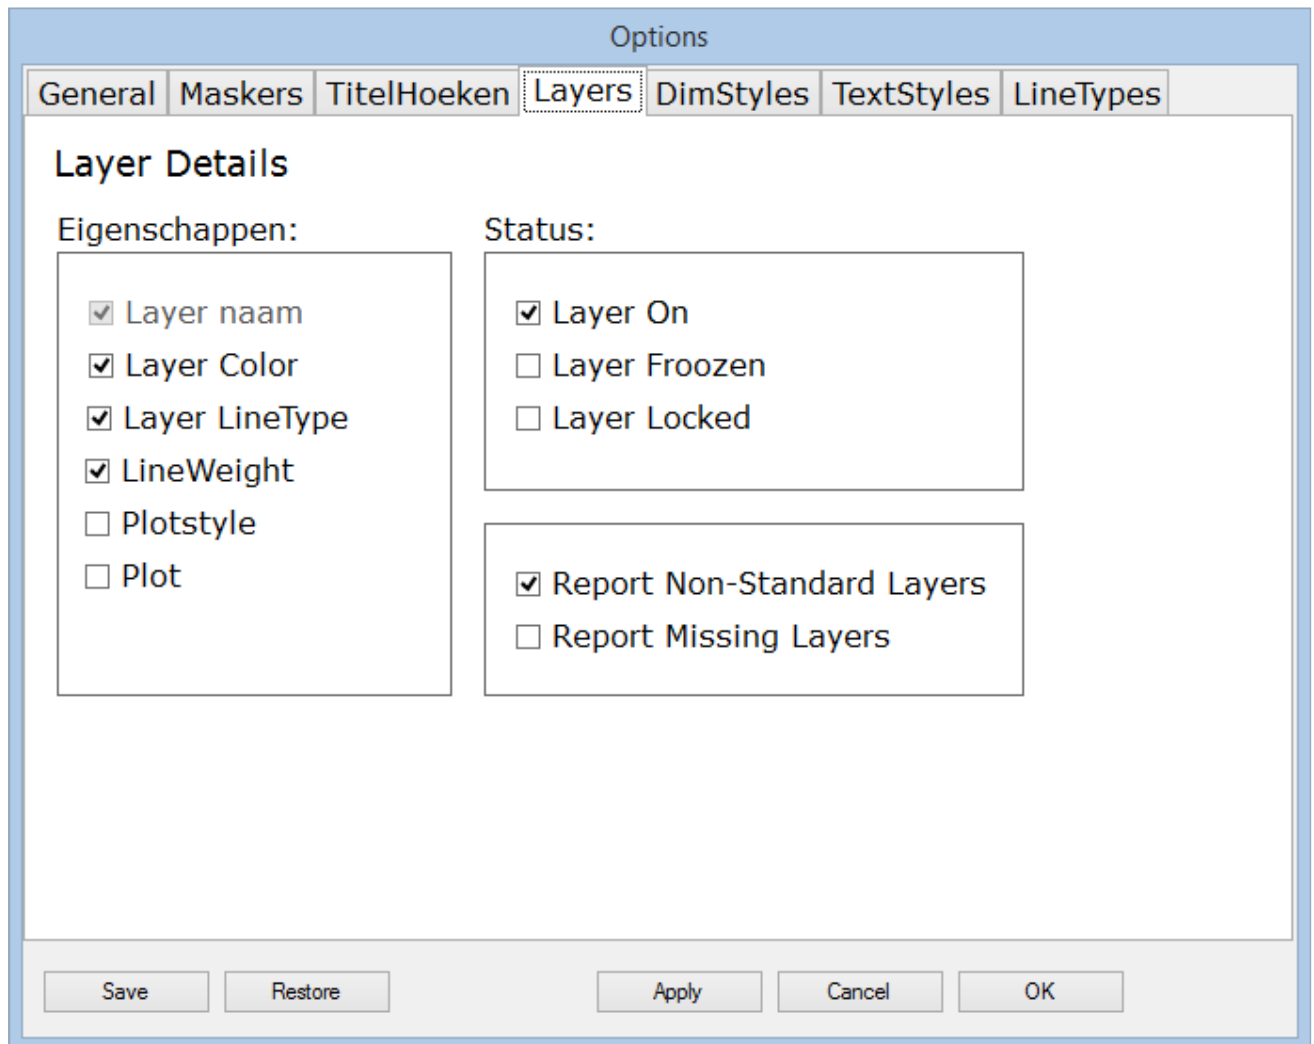 Options
General Maskers TitelHoeken Layers DimStyles TextStyles LineTypes
Layer Details
Eigenschappen:
Layer naam
Layer Color
Layer LineType
LineWeight
Plotstyle
Plot
Status:
Layer On
Layer Froozen
Layer Locked
Report Non-Standard Layers
Report Missing Layers
Save Restore Apply Cancel OK